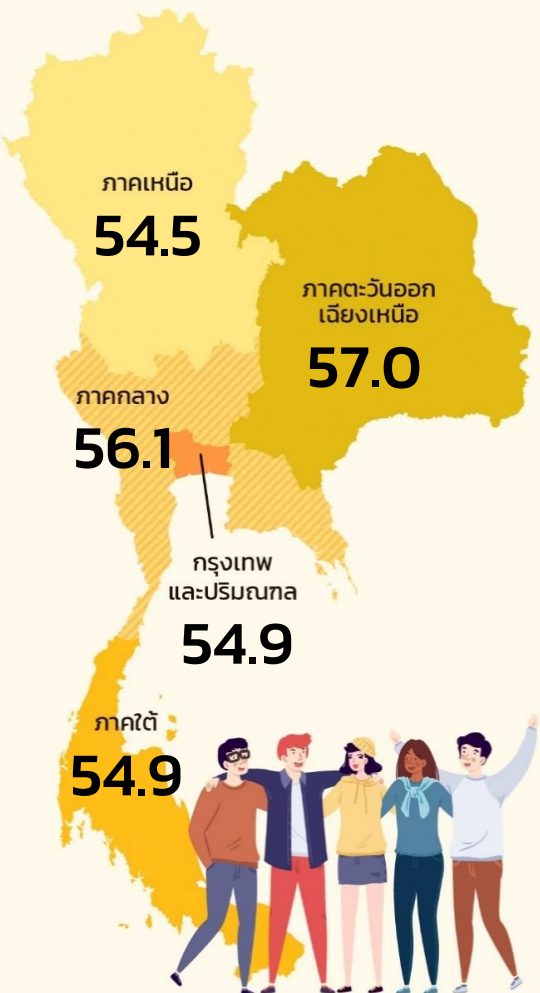 ภาคเหนือ
54.5
ภาคตะวันออก
เฉียงเหนือ
57.0
ภาคกลาง
56.1
กรุงเทพ
และปริมณฑล
54.9
ภาคใต้
54.9